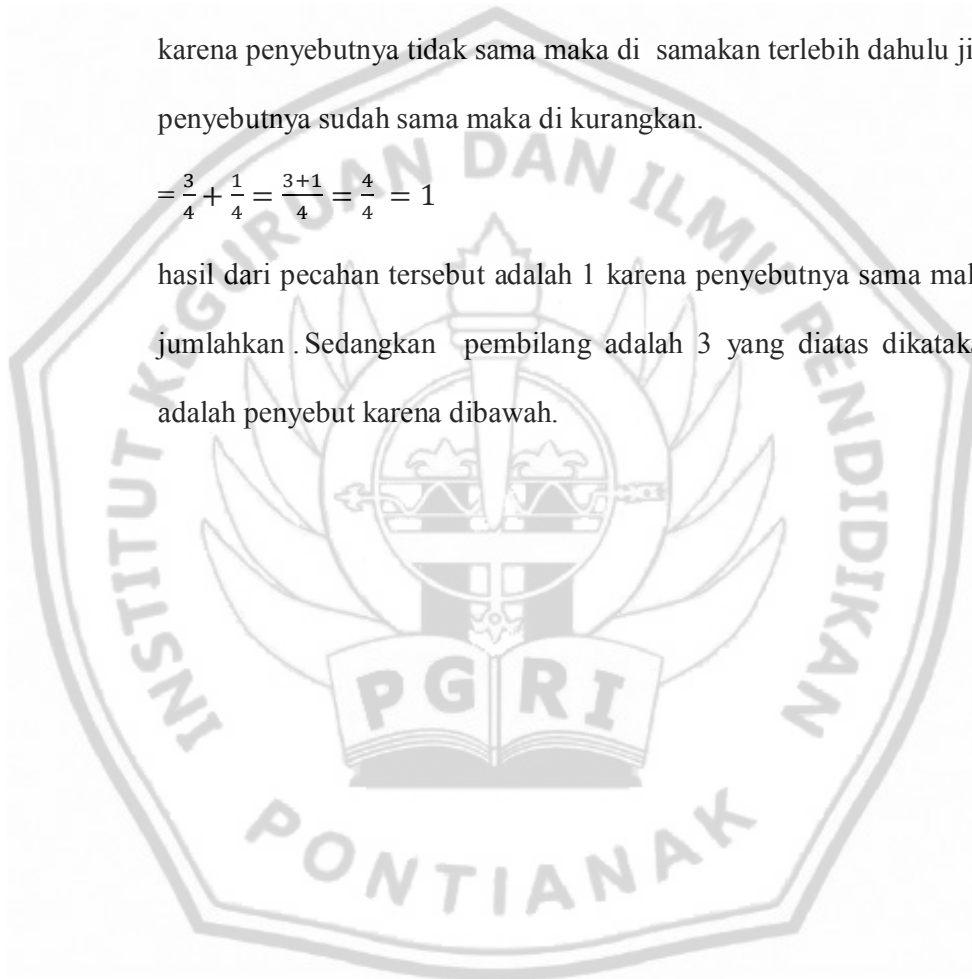 karena penyebutnya tidak sama maka di samakan terlebih dahulu ji
penyebutnya sudah sama maka di kurangkan.
= 3/4 + 1/4 = 3+1/4 = 4/4 = 1
hasil dari pecahan tersebut adalah 1 karena penyebutnya sama mal
jumlahkan . Sedangkan pembilang adalah 3 yang diatas dikataka
adalah penyebut karena dibawah.
INSTITUT KEGURUAN DAN ILMU PENDIDIKAN
PGRI
PONTIANAK